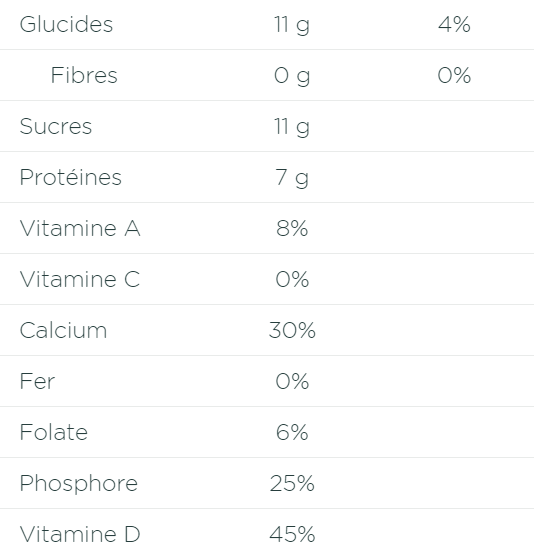 Glucides 11 g 4%
Fibres 0 g 0%
Sucres 11 g
Protéines 7 g
Vitamine A 8%
Vitamine C 0%
Calcium 30%
Fer 0%
Folate 6%
Phosphore 25%
Vitamine D 45%